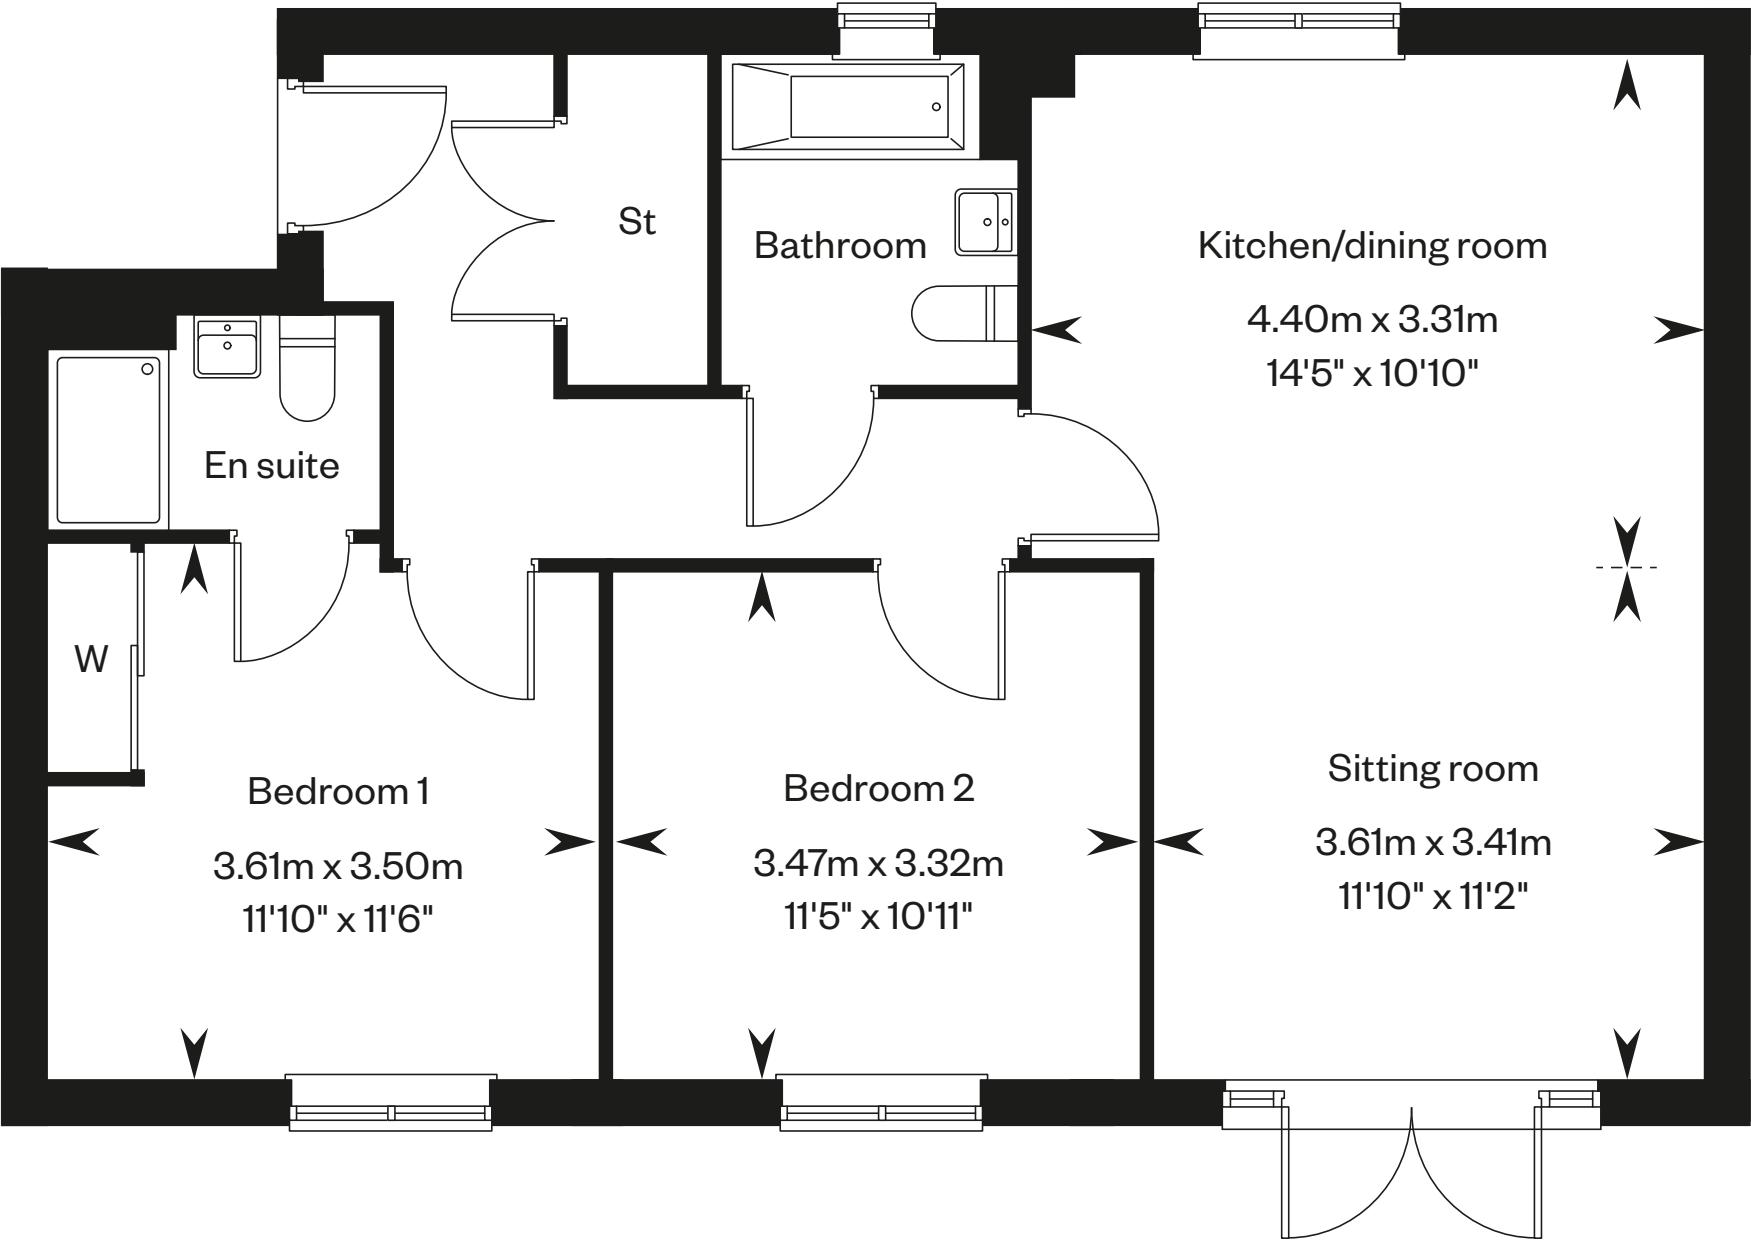 St
Bathroom
Kitchen/dining room
4.40m x 3.31m
14'5" x 10'10"
En suite
W
Bedroom 1
3.61m x 3.50m
11'10" x 11'6"
Bedroom 2
3.47m x 3.32m
11'5" x 10'11"
Sitting room
3.61m x 3.41m
11'10" x 11'2"